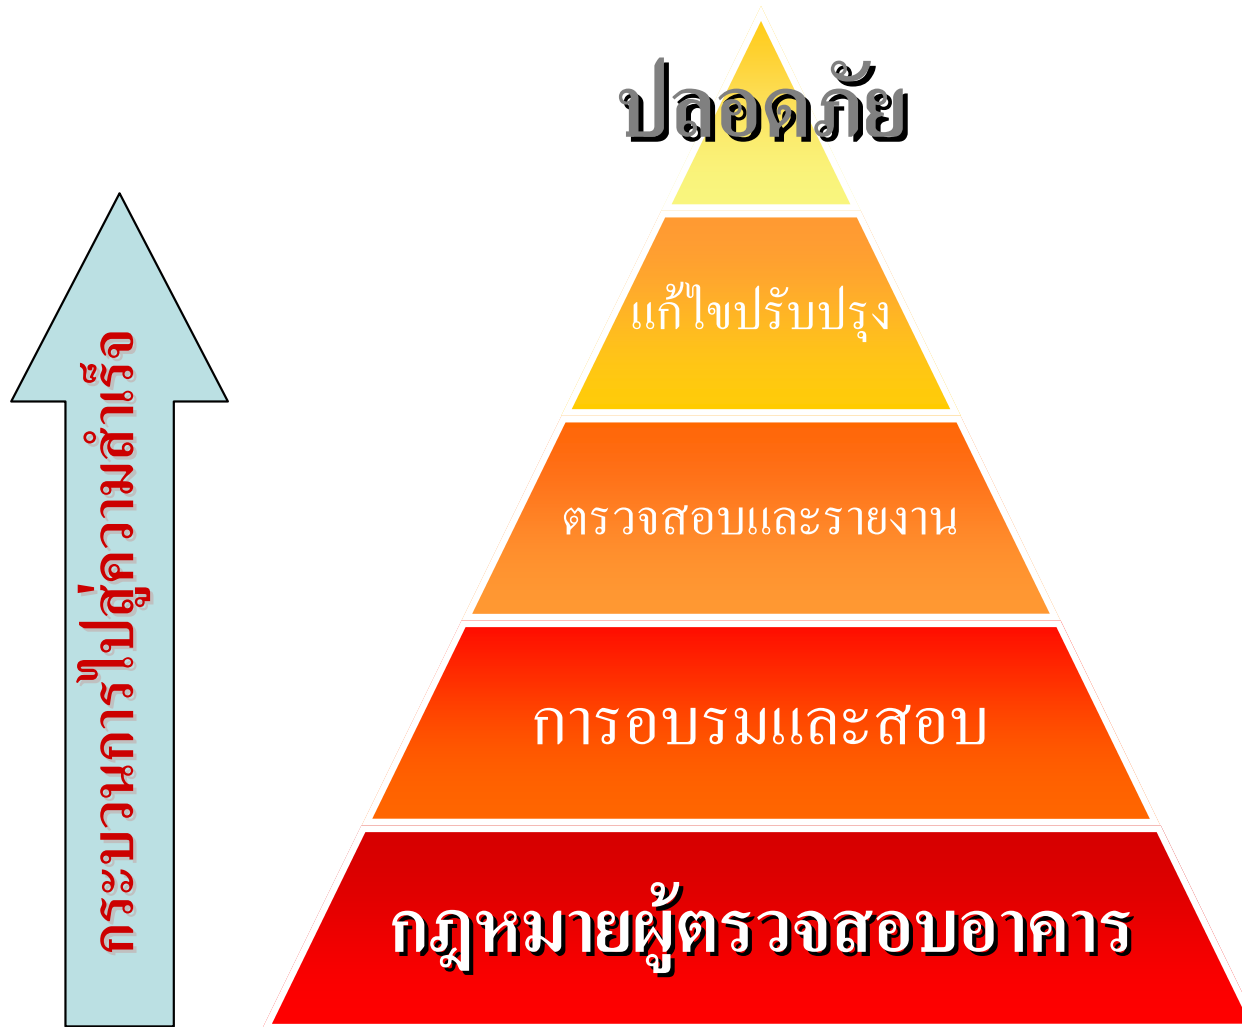 ปลอดภัย
แก้ไขปรับปรุง
ตรวจสอบและรายงาน
การอบรมและสอบ
กฎหมายผู้ตรวจสอบอาคาร
กระบวนการไปสู่ความสำเร็จ